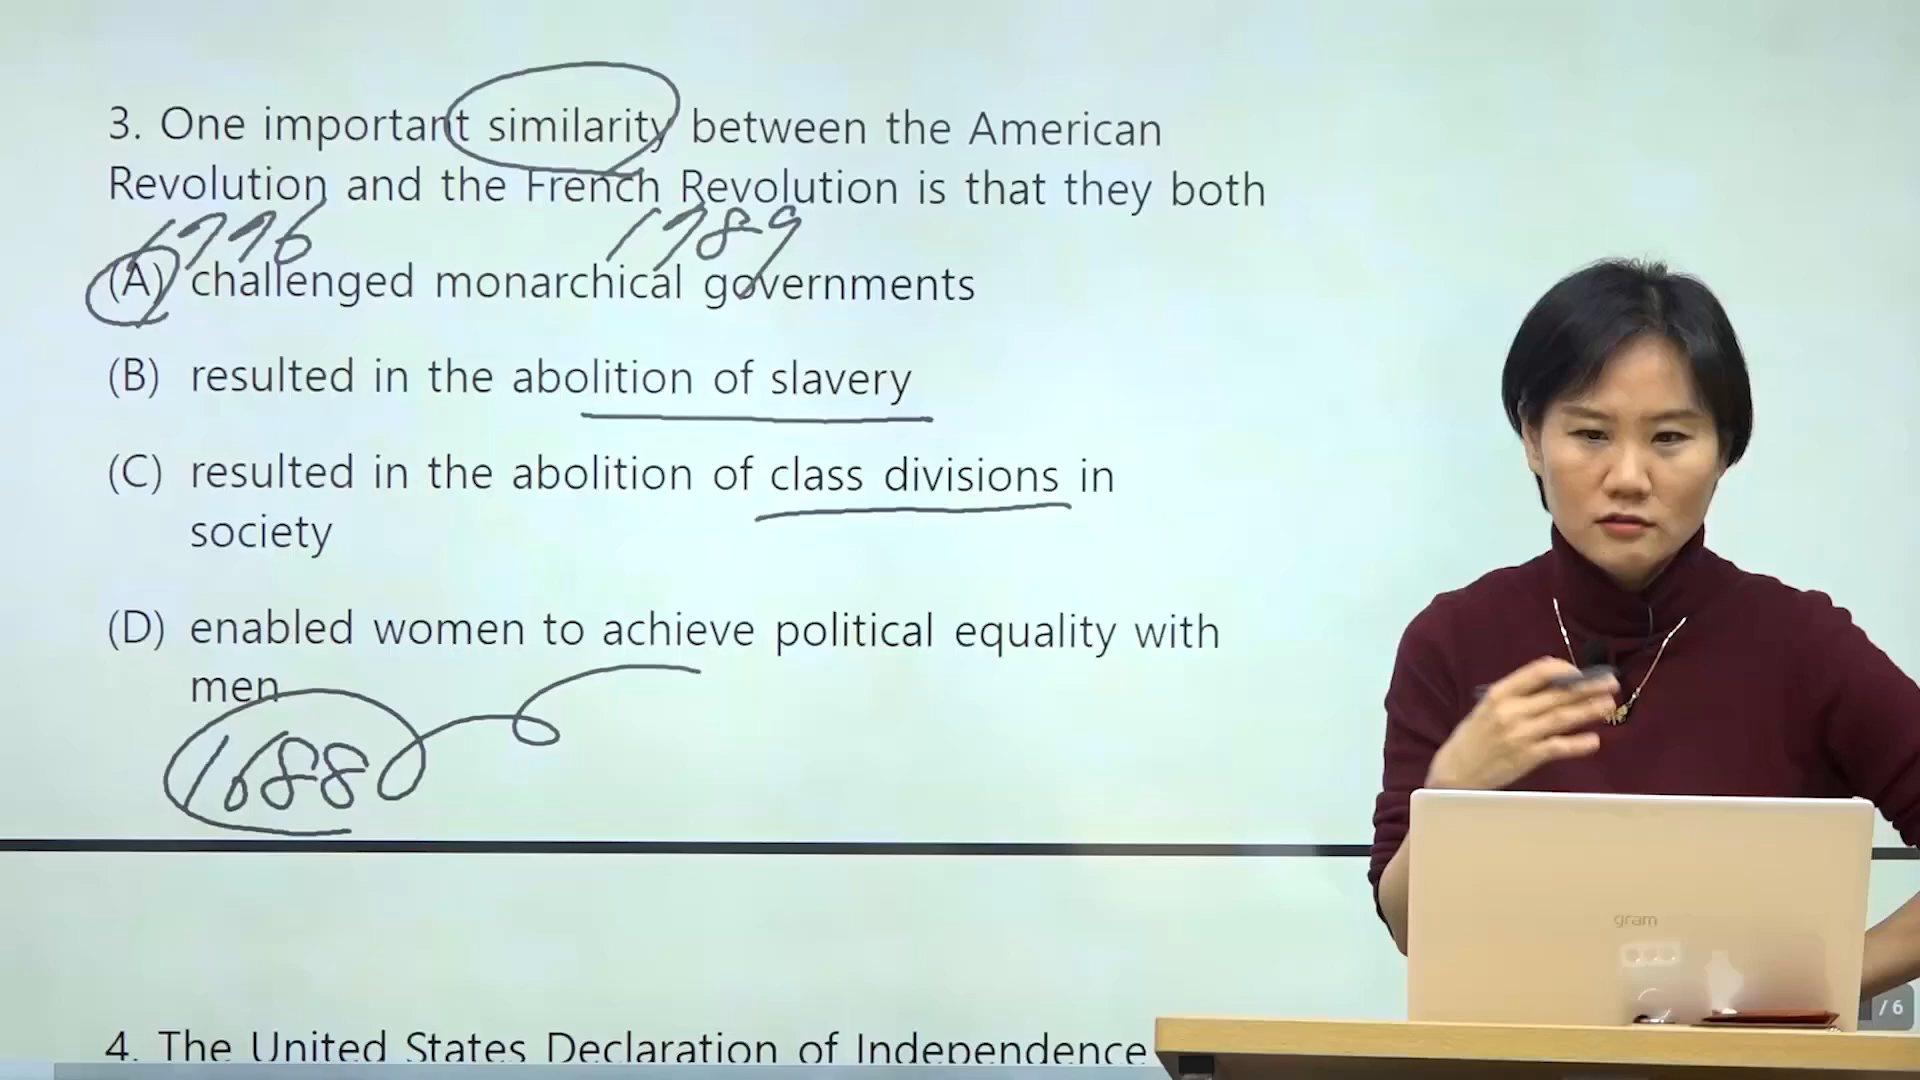 3. One important similarity between the American
Revolution and the French Revolution is that they both
1776 1789
(A) challenged monarchical governments
(B) resulted in the abolition of slavery
(C) resulted in the abolition of class divisions in
society
(D) enabled women to achieve political equality with
men
1688
4. The United States Declaration of Independence
gram
/ 6